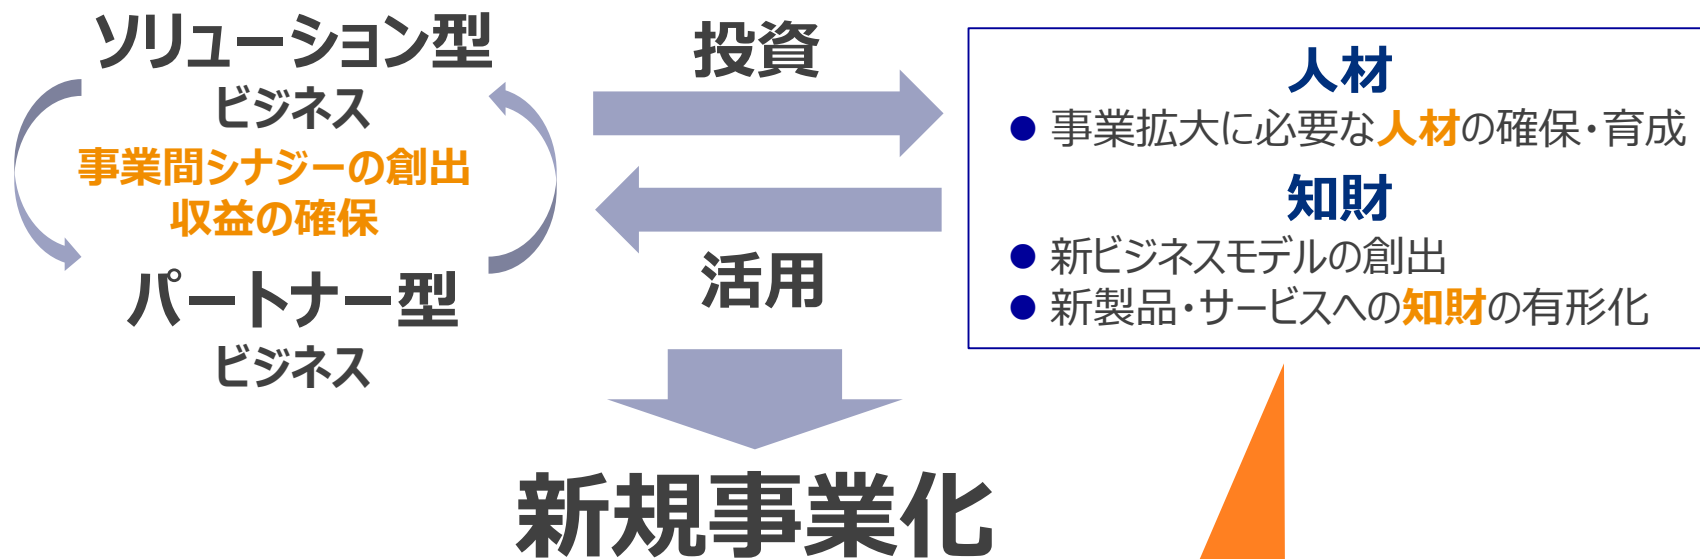 ソリューション型
ビジネス
事業間シナジーの創出
収益の確保
パートナー型
ビジネス
投資
活用
人材
● 事業拡大に必要な人材の確保・育成
知財
● 新ビジネスモデルの創出
● 新製品・サービスへの知財の有形化
新規事業化